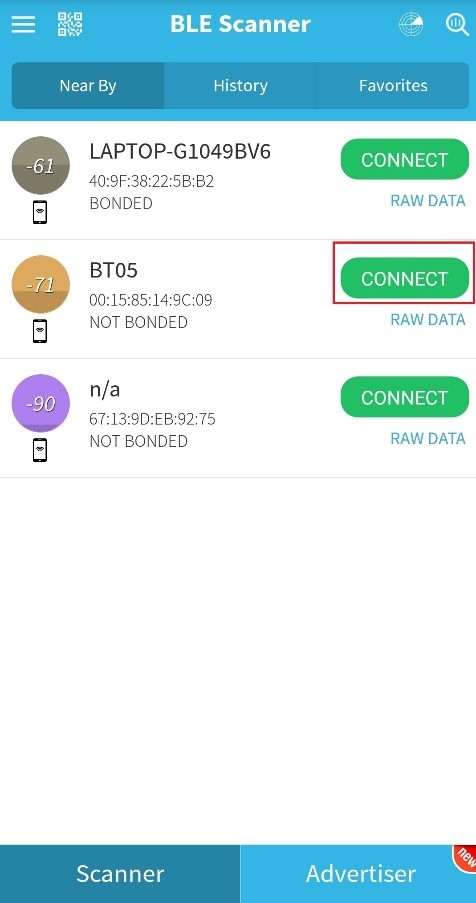 BLE Scanner
Near By
History
Favorites
-61
LAPTOP-G1049BV6
40:9F:38:22:5B:B2
BONDED
CONNECT
RAW DATA
-71
BT05
00:15:85:14:9C:09
NOT BONDED
CONNECT
RAW DATA
-90
n/a
67:13:9D:EB:92:75
NOT BONDED
CONNECT
RAW DATA
Scanner
Advertiser
new